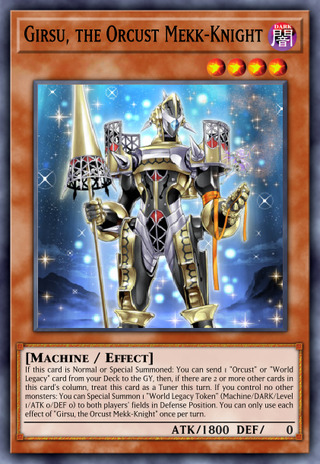 Girsu, the Orcust Mekk-Knight
DARK
闇
[Machine / Effect]
If this card is Normal or Special Summoned: You can send 1 "Orcust" or "World
Legacy" card from your Deck to the GY, then, if there are 2 or more other cards in
this card's column, treat this card as a Tuner this turn. If you control no other
monsters: You can Special Summon 1 "World Legacy Token" (Machine/DARK/Level
1/ATK 0/DEF 0) to both players' fields in Defense Position. You can only use each
effect of "Girsu, the Orcust Mekk-Knight" once per turn.
ATK/1800 DEF/ 0